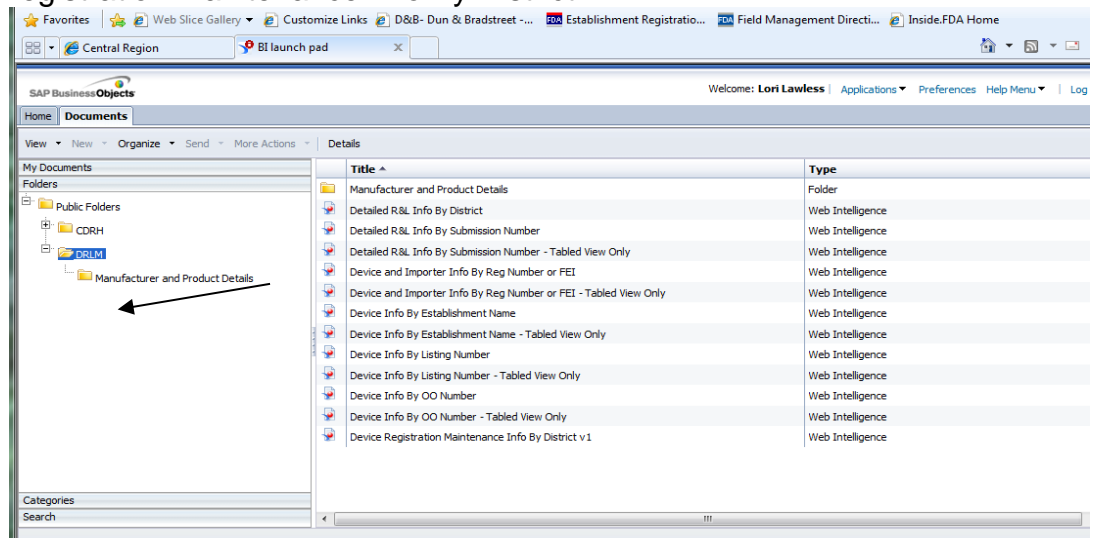 Favorites Web Slice Gallery Customize Links D&B- Dun & Bradstreet -... FDA Establishment Registratio... FDA Field Management Directi... Inside.FDA Home
Central Region BI launch pad x
SAP BusinessObjects Welcome: Lori Lawless | Applications Preferences Help Menu | Log
Home Documents
View New Organize Send More Actions | Details
My Documents
Title Type
Folders
Manufacturer and Product Details Folder
Public Folders
Detailed R&L Info By District Web Intelligence
CDRH
Detailed R&L Info By Submission Number Web Intelligence
DRLM
Detailed R&L Info By Submission Number - Tabled View Only Web Intelligence
Manufacturer and Product Details
Device and Importer Info By Reg Number or FEI Web Intelligence
Device and Importer Info By Reg Number or FEI - Tabled View Only Web Intelligence
Device Info By Establishment Name Web Intelligence
Device Info By Establishment Name - Tabled View Only Web Intelligence
Device Info By Listing Number Web Intelligence
Device Info By Listing Number - Tabled View Only Web Intelligence
Device Info By OO Number Web Intelligence
Device Info By OO Number - Tabled View Only Web Intelligence
Device Registration Maintenance Info By District v1 Web Intelligence
Categories
Search